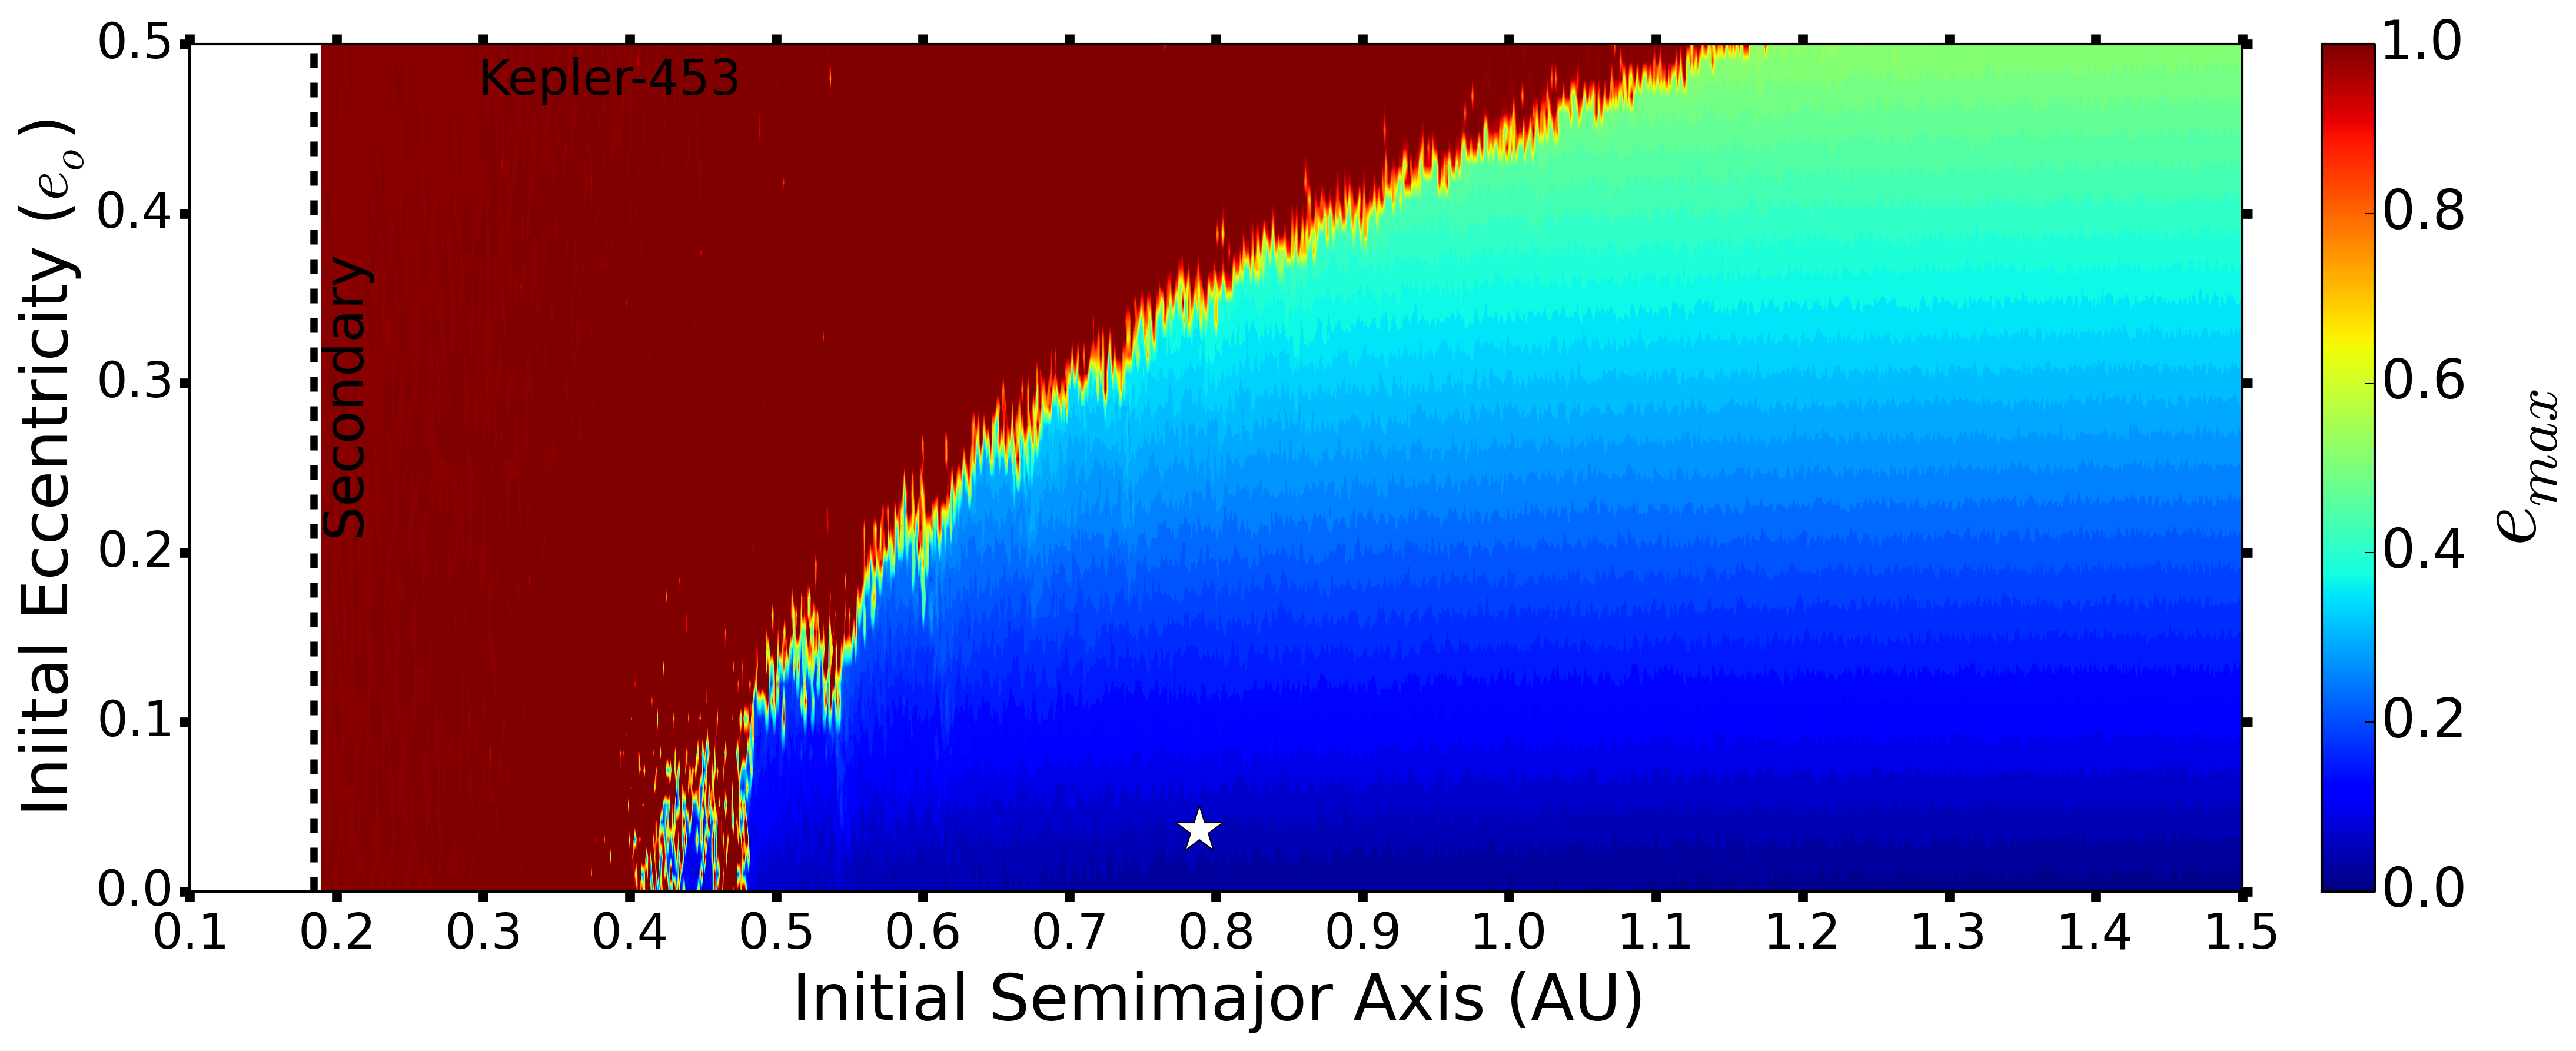 Kepler-453
Secondary
Iniital Eccentricity (e_o)
0.5
0.4
0.3
0.2
0.1
0.0
0.1 0.2 0.3 0.4 0.5 0.6 0.7 0.8 0.9 1.0 1.1 1.2 1.3 1.4 1.5
Initial Semimajor Axis (AU)
1.0
0.8
0.6
0.4
0.2
0.0
e_max